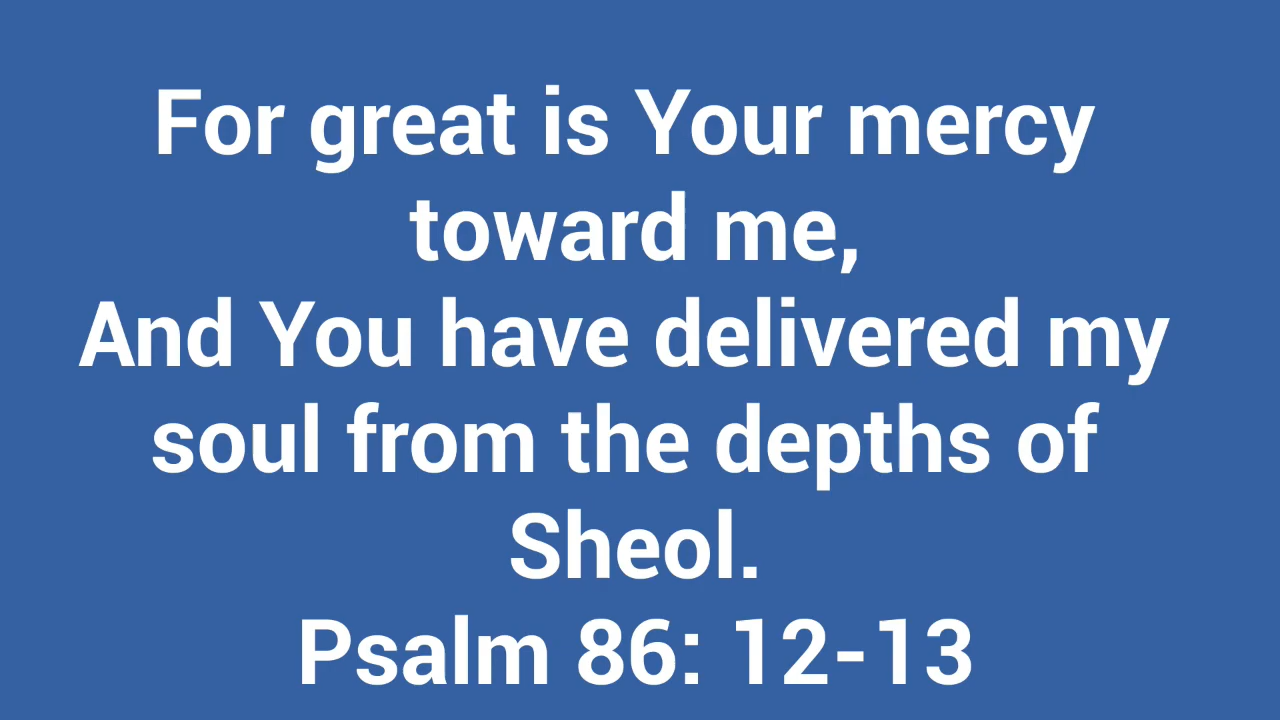 For great is Your mercy
toward me,
And You have delivered my
soul from the depths of
Sheol.
Psalm 86: 12-13